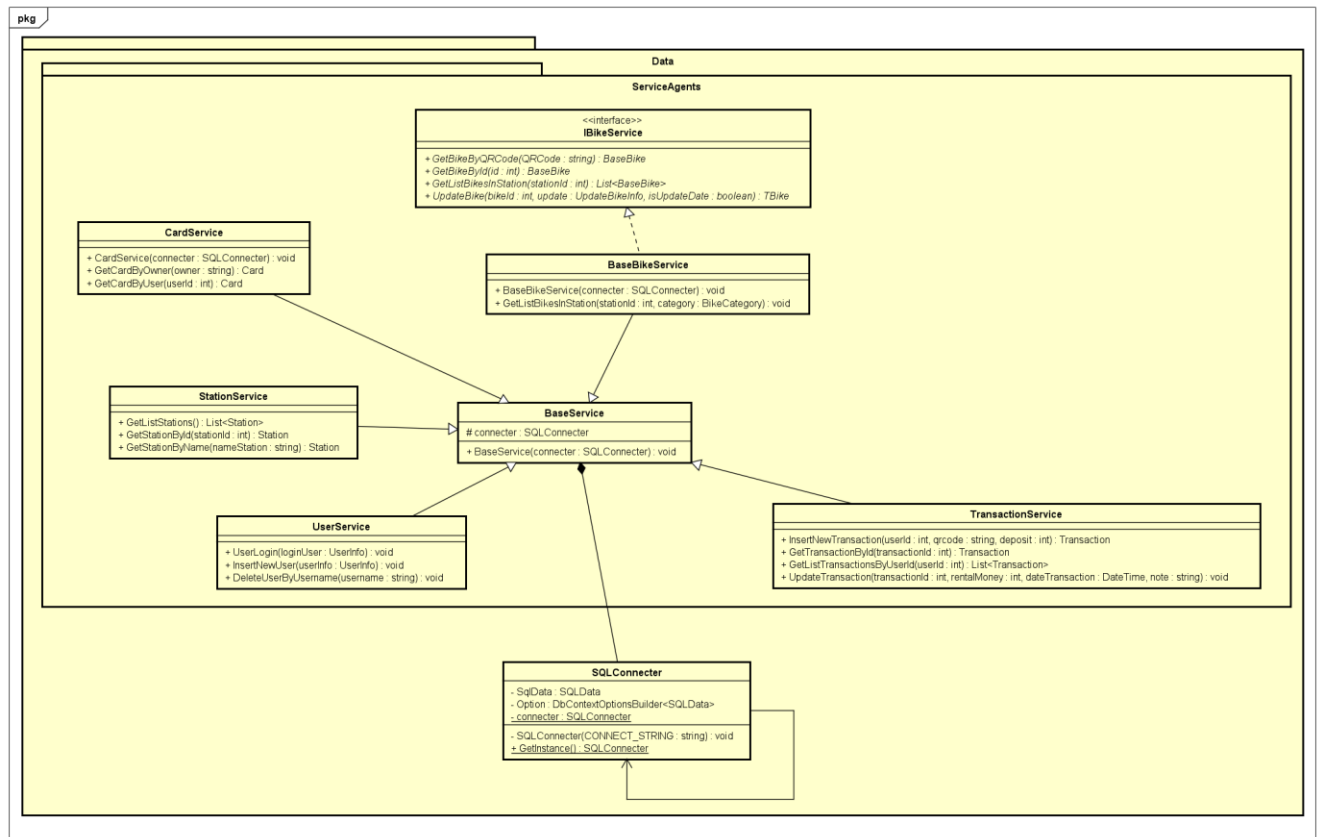 pkg
Data
ServiceAgents
<<interface>>
IBikeService
+ GetBikeByQRCode(QRCode : string) : BaseBike
+ GetBikeById(id : int) : BaseBike
+ GetListBikesInStation(stationId : int) : List<BaseBike>
+ UpdateBike(bikeId : int, update : UpdateBikeInfo, isUpdateDate : boolean) : TBike
CardService
+ CardService(connecter : SQLConnecter) : void
+ GetCardByOwner(owner : string) : Card
+ GetCardByUser(userId : int) : Card
BaseBikeService
+ BaseBikeService(connecter : SQLConnecter) : void
+ GetListBikesInStation(stationId : int, category : BikeCategory) : void
StationService
+ GetListStations() : List<Station>
+ GetStationById(stationId : int) : Station
+ GetStationByName(nameStation : string) : Station
BaseService
# connecter : SQLConnecter
+ BaseService(connecter : SQLConnecter) : void
UserService
+ UserLogin(loginUser : UserInfo) : void
+ InsertNewUser(userInfo : UserInfo) : void
+ DeleteUserByUsername(username : string) : void
TransactionService
+ InsertNewTransaction(userId : int, qrcode : string, deposit : int) : Transaction
+ GetTransactionById(transactionId : int) : Transaction
+ GetListTransactionsByUserId(userId : int) : List<Transaction>
+ UpdateTransaction(transactionId : int, rentalMoney : int, dateTransaction : DateTime, note : string) : void
SQLConnecter
- SqlData : SQLData
- Option : DbContextOptionsBuilder<SQLData>
- connecter : SQLConnecter
- SQLConnecter(CONNECT_STRING : string) : void
+ GetInstance() : SQLConnecter